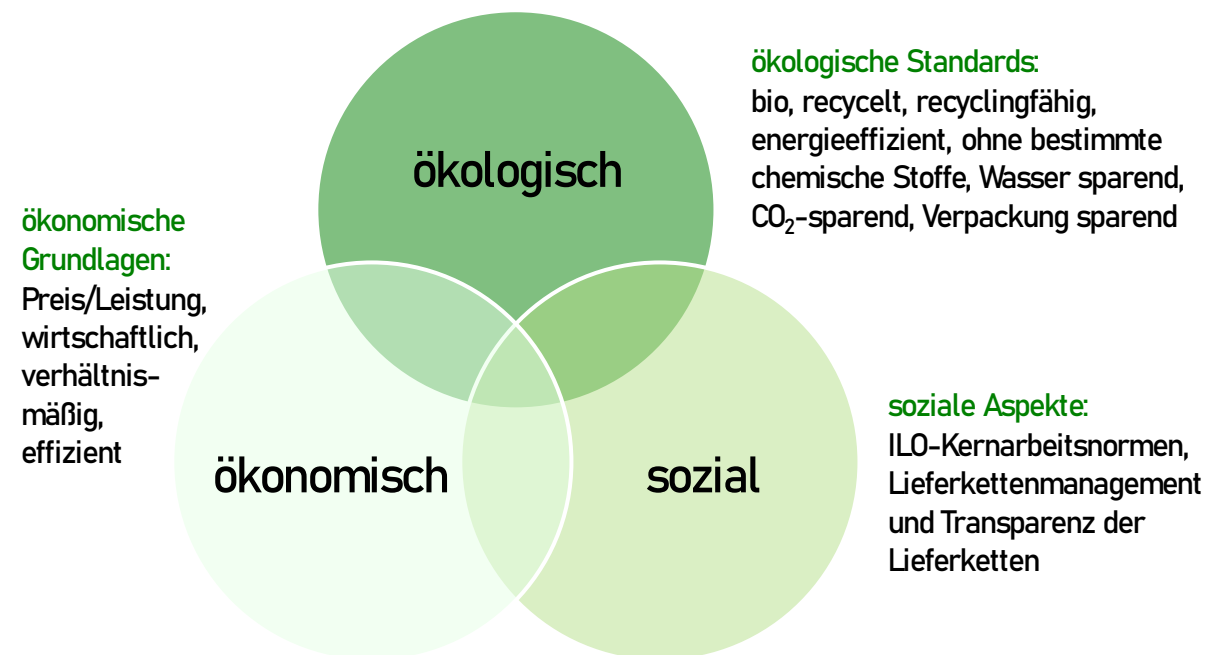 ökologische Standards:
bio, recycelt, recyclingfähig,
energieeffizient, ohne bestimmte
chemische Stoffe, Wasser sparend,
CO₂-sparend, Verpackung sparend
ökologisch
ökonomische
Grundlagen:
Preis/Leistung,
wirtschaftlich,
verhältnis-
mäßig,
effizient
ökonomisch
sozial
soziale Aspekte:
ILO-Kernarbeitsnormen,
Lieferkettenmanagement
und Transparenz der
Lieferketten